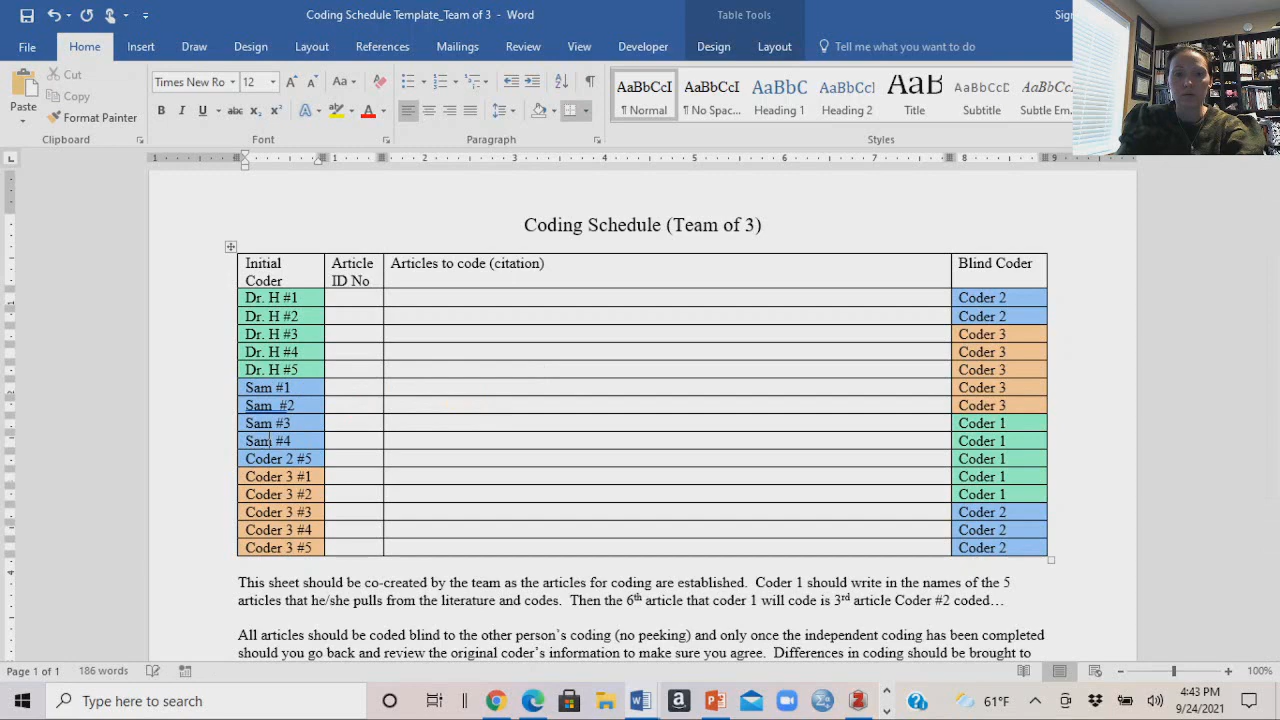 Coding Schedule Template_Team of 3 - Word
Table Tools
Sign
File Home Insert Draw Design Layout References Mailings Review View Developer Design Layout Tell me what you want to do
Cut
Copy
Paste
Format Painter
Times New Ro 12
B I U abc
AaBbCcI AaBbCcI AaBbC AaBbCcl AaB AaBbCcD AaBbCc
¶ Normal No Spac... Heading Title
Clipboard Font Paragraph Styles
1 1 2 3 4 5 6 7 8 9
Coding Schedule (Team of 3)
Initial Coder Article ID No Articles to code (citation) Blind Coder
Dr. H #1 Coder 2
Dr. H #2 Coder 2
Dr. H #3 Coder 3
Dr. H #4 Coder 3
Dr. H #5 Coder 3
Sam #1 Coder 3
Sam #2 Coder 3
Sam #3 Coder 1
Sam #4 Coder 1
Coder 2 #5 Coder 1
Coder 3 #1 Coder 1
Coder 3 #2 Coder 1
Coder 3 #3 Coder 2
Coder 3 #4 Coder 2
Coder 3 #5 Coder 2
This sheet should be co-created by the team as the articles for coding are established. Coder 1 should write in the names of the 5
articles that he/she pulls from the literature and codes. Then the 6th article that coder 1 will code is 3rd article Coder #2 coded…
All articles should be coded blind to the other person's coding (no peeking) and only once the independent coding has been completed
should you go back and review the original coder's information to make sure you agree. Differences in coding should be brought to
Page 1 of 1 186 words 100%
Type here to search
61°F
4:43 PM
9/24/2021